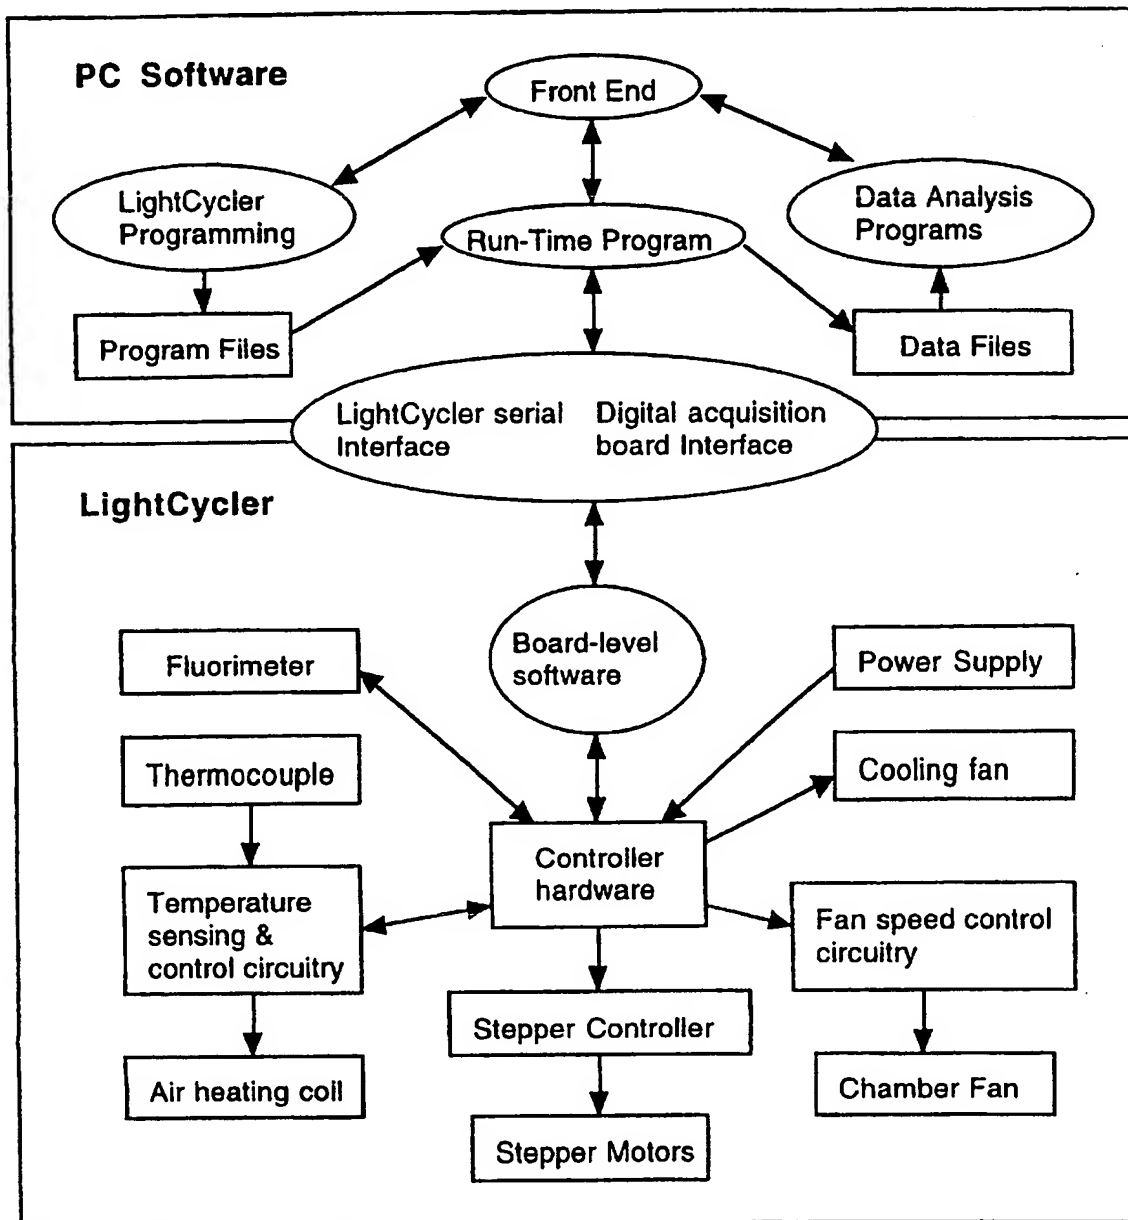 PC Software
Front End
LightCycler
Programming
Run-Time Program
Data Analysis
Programs
Program Files
Data Files
LightCycler serial
Interface
Digital acquisition
board Interface
LightCycler
Board-level
software
Fluorimeter
Power Supply
Thermocouple
Cooling fan
Controller
hardware
Temperature
sensing &
control circuitry
Fan speed control
circuitry
Stepper Controller
Air heating coil
Chamber Fan
Stepper Motors